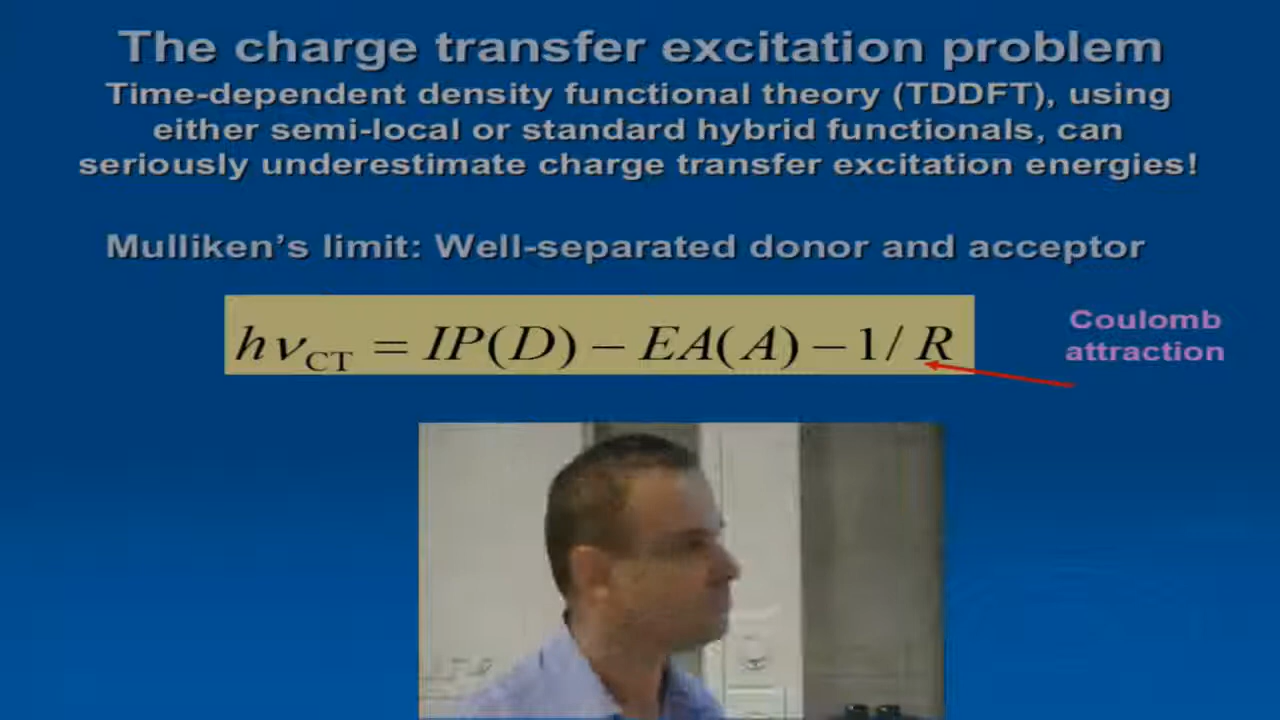 The charge transfer excitation problem
Time-dependent density functional theory (TDDFT), using
either semi-local or standard hybrid functionals, can
seriously underestimate charge transfer excitation energies!
Mulliken's limit: Well-separated donor and acceptor
hν_CT = IP(D) − EA(A) − 1/R
Coulomb
attraction